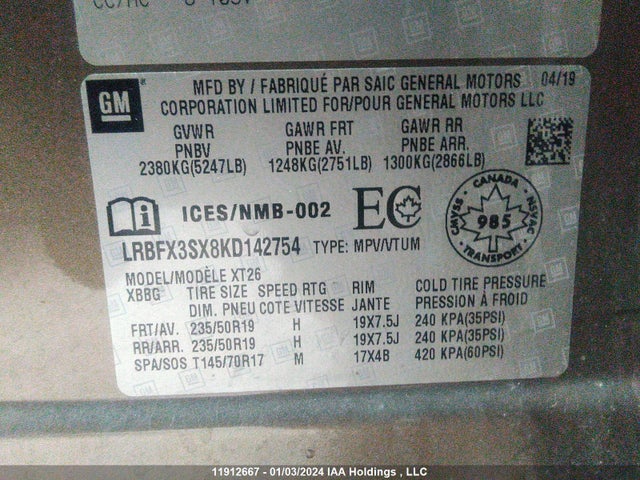 GM
MFD BY / FABRIQUÉ PAR SAIC GENERAL MOTORS 04/19
CORPORATION LIMITED FOR/POUR GENERAL MOTORS LLC
GVWR GAWR FRT GAWR RR
PNBV PNBE AV. PNBE ARR.
2380KG(5247LB) 1248KG(2751LB) 1300KG(2866LB)
i ICES/NMB-002 EC
CANADA
CMVSS 985 NSVAC
TRANSPORT
LRBFX3SX8KD142754 TYPE: MPV/VTUM
MODEL/MODÈLE XT26
XBBG TIRE SIZE SPEED RTG RIM COLD TIRE PRESSURE
DIM. PNEU COTE VITESSE JANTE PRESSION À FROID
FRT/AV. 235/50R19 H 19X7.5J 240 KPA(35PSI)
RR/ARR. 235/50R19 H 19X7.5J 240 KPA(35PSI)
SPA/SOS T145/70R17 M 17X4B 420 KPA(60PSI)
11912667 - 01/03/2024 IAA Holdings , LLC